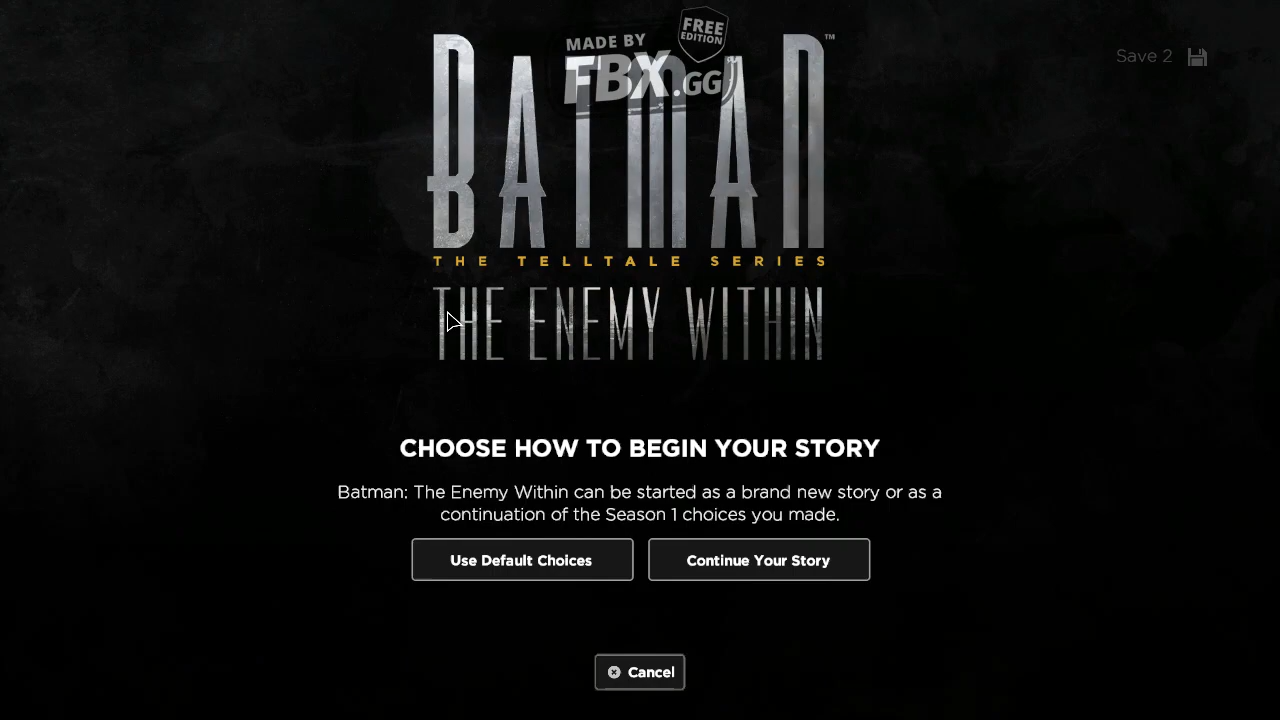 MADE BY
FREE
EDITION
FBX.GG
BATMAN™
THE TELLTALE SERIES
THE ENEMY WITHIN
Save 2
CHOOSE HOW TO BEGIN YOUR STORY
Batman: The Enemy Within can be started as a brand new story or as a
continuation of the Season 1 choices you made.
Use Default Choices
Continue Your Story
Cancel